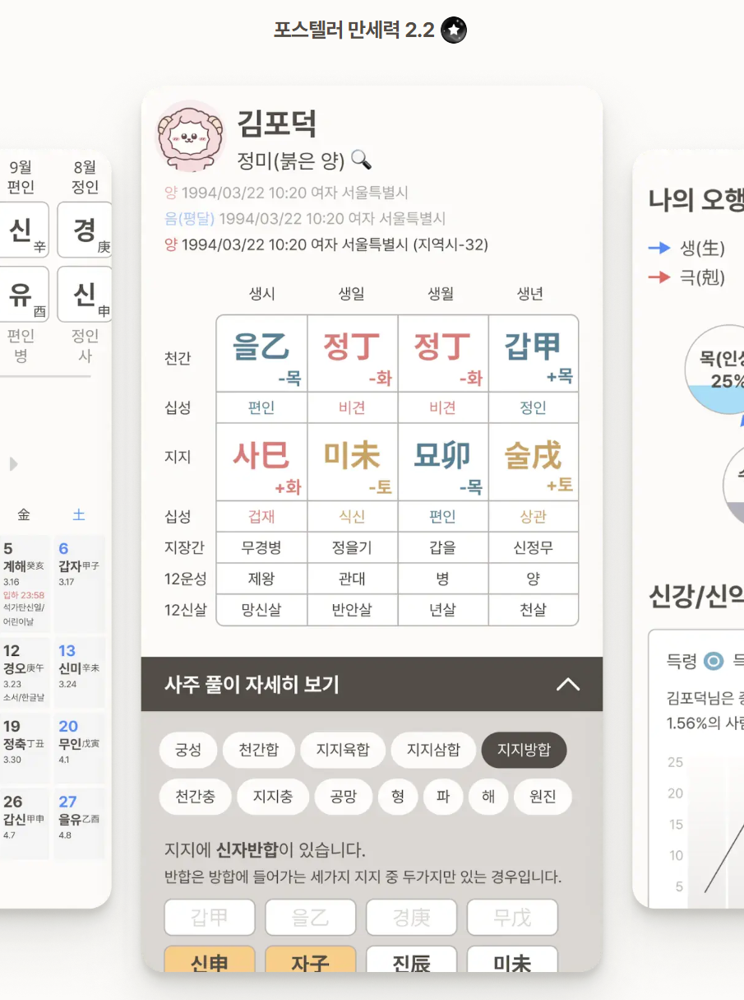 포스텔러 만세력 2.2
9월 8월
편인 정인
신辛 경庚
유酉 신申
편인 정인
병 사
金 土
5 6
계해癸亥 갑자甲子
3.16 3.17
입하 23:58
석가탄신일/
어린이날
12 13
경오庚午 신미辛未
3.23 3.24
소서/한글날
19 20
정축丁丑 무인戊寅
3.30 4.1
26 27
갑신甲申 을유乙酉
4.7 4.8
김포덕
정미(붉은 양)
양 1994/03/22 10:20 여자 서울특별시
음(평달) 1994/03/22 10:20 여자 서울특별시
양 1994/03/22 10:20 여자 서울특별시 (지역시-32)
생시 생일 생월 생년
천간 을乙 정丁 정丁 갑甲
-목 -화 -화 +목
십성 편인 비견 비견 정인
지지 사巳 미未 묘卯 술戌
+화 -토 -목 +토
십성 겁재 식신 편인 상관
지장간 무경병 정을기 갑을 신정무
12운성 제왕 관대 병 양
12신살 망신살 반안살 년살 천살
사주 풀이 자세히 보기
궁성 천간합 지지육합 지지삼합 지지방합
천간충 지지충 공망 형 파 해 원진
지지에 신자반합이 있습니다.
반합은 방합에 들어가는 세가지 지지 중 두가지만 있는 경우입니다.
갑甲 을乙 경庚 무戊
신申 자子 진辰 미未
나의 오행
생(生)
극(剋)
목(인성
25%
신강/신약
득령
김포덕님은
1.56%의 사람
25
20
15
10
5